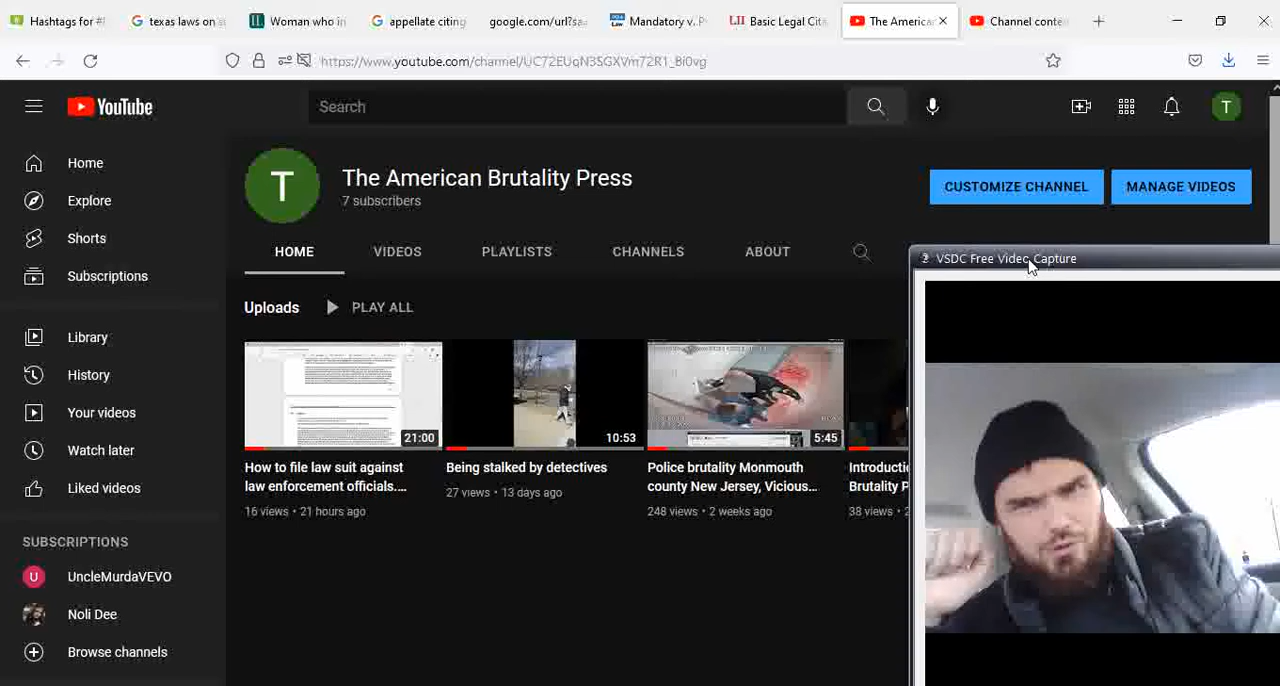 Hashtags for #!
texas laws on a
Woman who in
appellate citing
google.com/url?sa
Mandatory v. P
LII Basic Legal Cita
The America
Channel conte
https://www.youtube.com/channel/UC72EUqN3SGXVm72R1_Bi0vg
YouTube
Search
T
Home
Explore
Shorts
Subscriptions
Library
History
Your videos
Watch later
Liked videos
SUBSCRIPTIONS
U UncleMurdaVEVO
Noli Dee
Browse channels
T
The American Brutality Press
7 subscribers
CUSTOMIZE CHANNEL
MANAGE VIDEOS
HOME VIDEOS PLAYLISTS CHANNELS ABOUT
Uploads PLAY ALL
21:00
How to file law suit against
law enforcement officials....
16 views • 21 hours ago
10:53
Being stalked by detectives
27 views • 13 days ago
5:45
Police brutality Monmouth
county New Jersey, Vicious...
248 views • 2 weeks ago
Introducti
Brutality P
38 views • 2
VSDC Free Video Capture